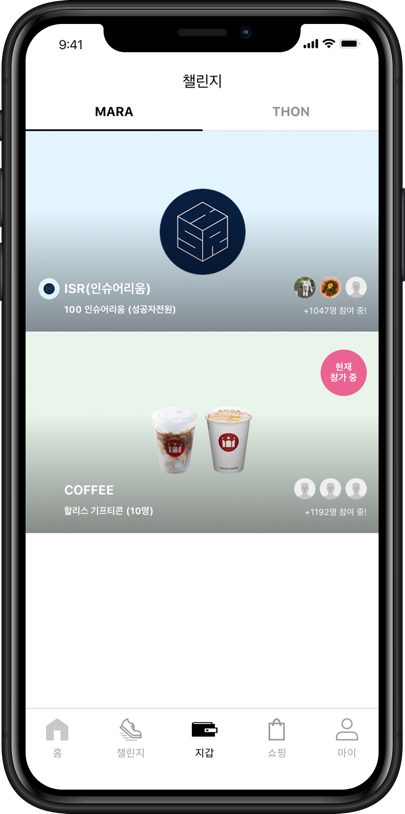 9:41
챌린지
MARA THON
ISR
ISR(인슈어리움)
100 인슈어리움 (성공자전원)
+1047명 참여 중!
현재
참가 중
COFFEE
할리스 기프티콘 (10명)
+1192명 참여 중!
홈 챌린지 지갑 쇼핑 마이